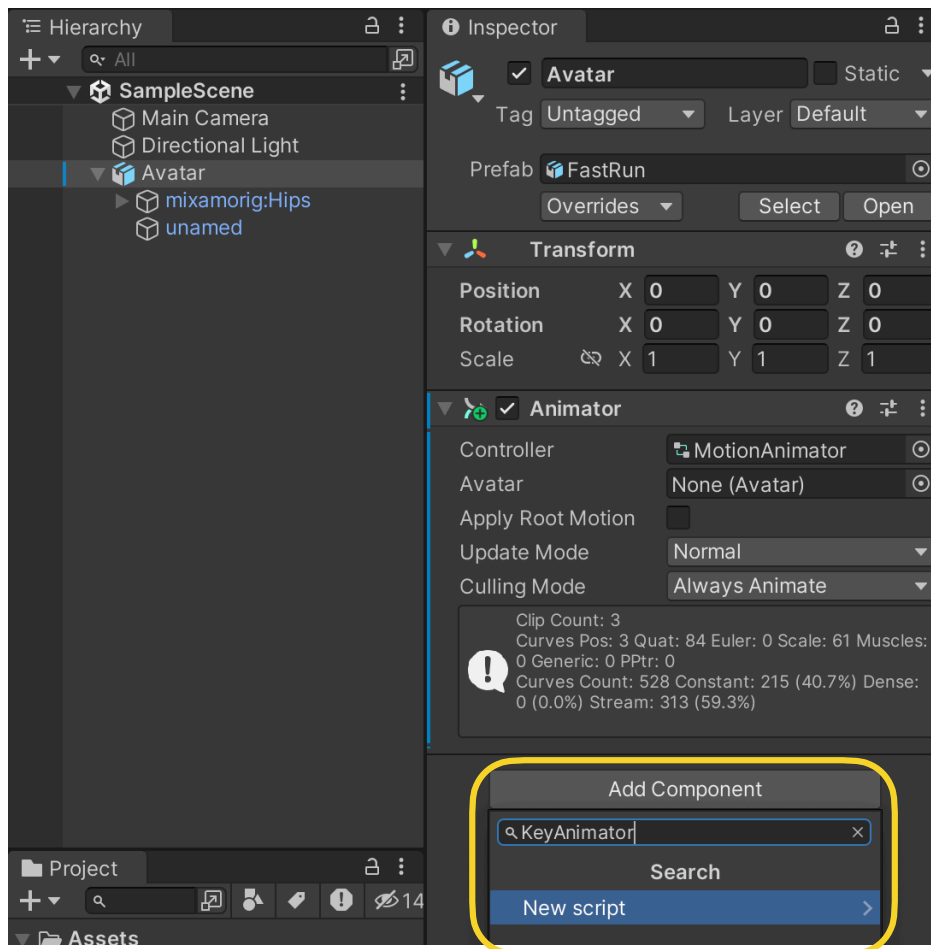 Hierarchy
All
SampleScene
Main Camera
Directional Light
Avatar
mixamorig:Hips
unamed
Project
14
Assets
Inspector
Avatar Static
Tag Untagged Layer Default
Prefab FastRun
Overrides Select Open
Transform
Position X 0 Y 0 Z 0
Rotation X 0 Y 0 Z 0
Scale X 1 Y 1 Z 1
Animator
Controller MotionAnimator
Avatar None (Avatar)
Apply Root Motion
Update Mode Normal
Culling Mode Always Animate
Clip Count: 3
Curves Pos: 3 Quat: 84 Euler: 0 Scale: 61 Muscles:
0 Generic: 0 PPtr: 0
Curves Count: 528 Constant: 215 (40.7%) Dense:
0 (0.0%) Stream: 313 (59.3%)
Add Component
KeyAnimator
Search
New script